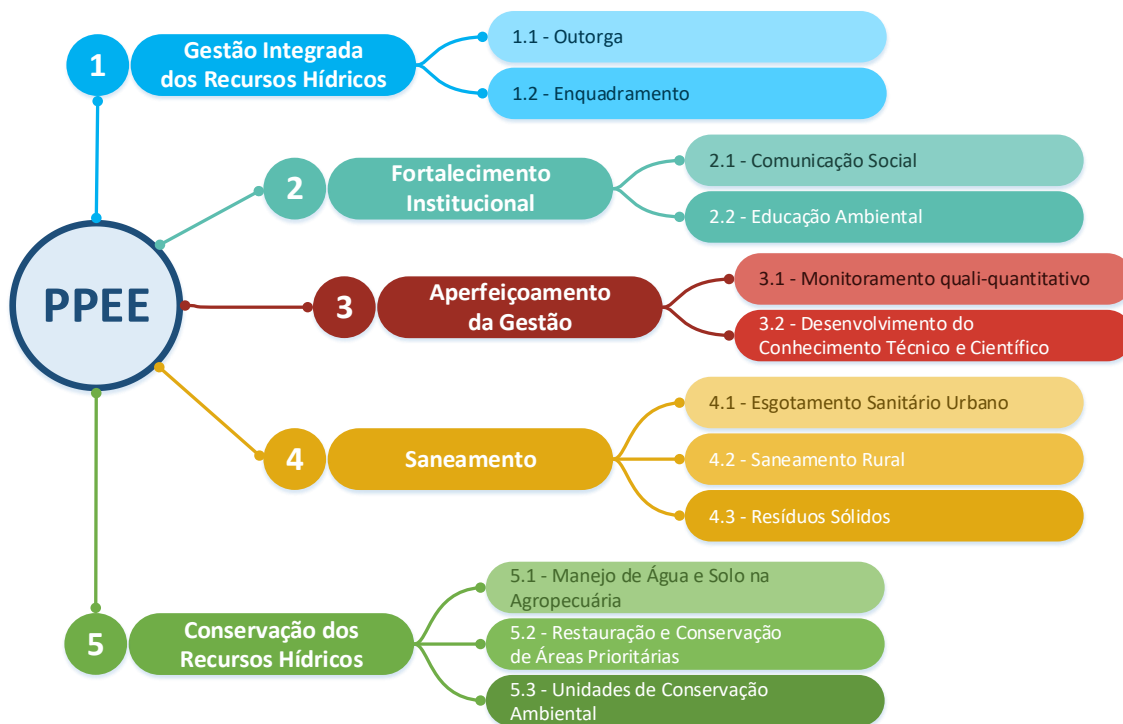 1
Gestão Integrada
dos Recursos Hídricos
1.1 - Outorga
1.2 - Enquadramento
2
Fortalecimento
Institucional
2.1 - Comunicação Social
2.2 - Educação Ambiental
PPEE
3
Aperfeiçoamento
da Gestão
3.1 - Monitoramento quali-quantitativo
3.2 - Desenvolvimento do
Conhecimento Técnico e Científico
4
Saneamento
4.1 - Esgotamento Sanitário Urbano
4.2 - Saneamento Rural
4.3 - Resíduos Sólidos
5
Conservação dos
Recursos Hídricos
5.1 - Manejo de Água e Solo na
Agropecuária
5.2 - Restauração e Conservação
de Áreas Prioritárias
5.3 - Unidades de Conservação
Ambiental